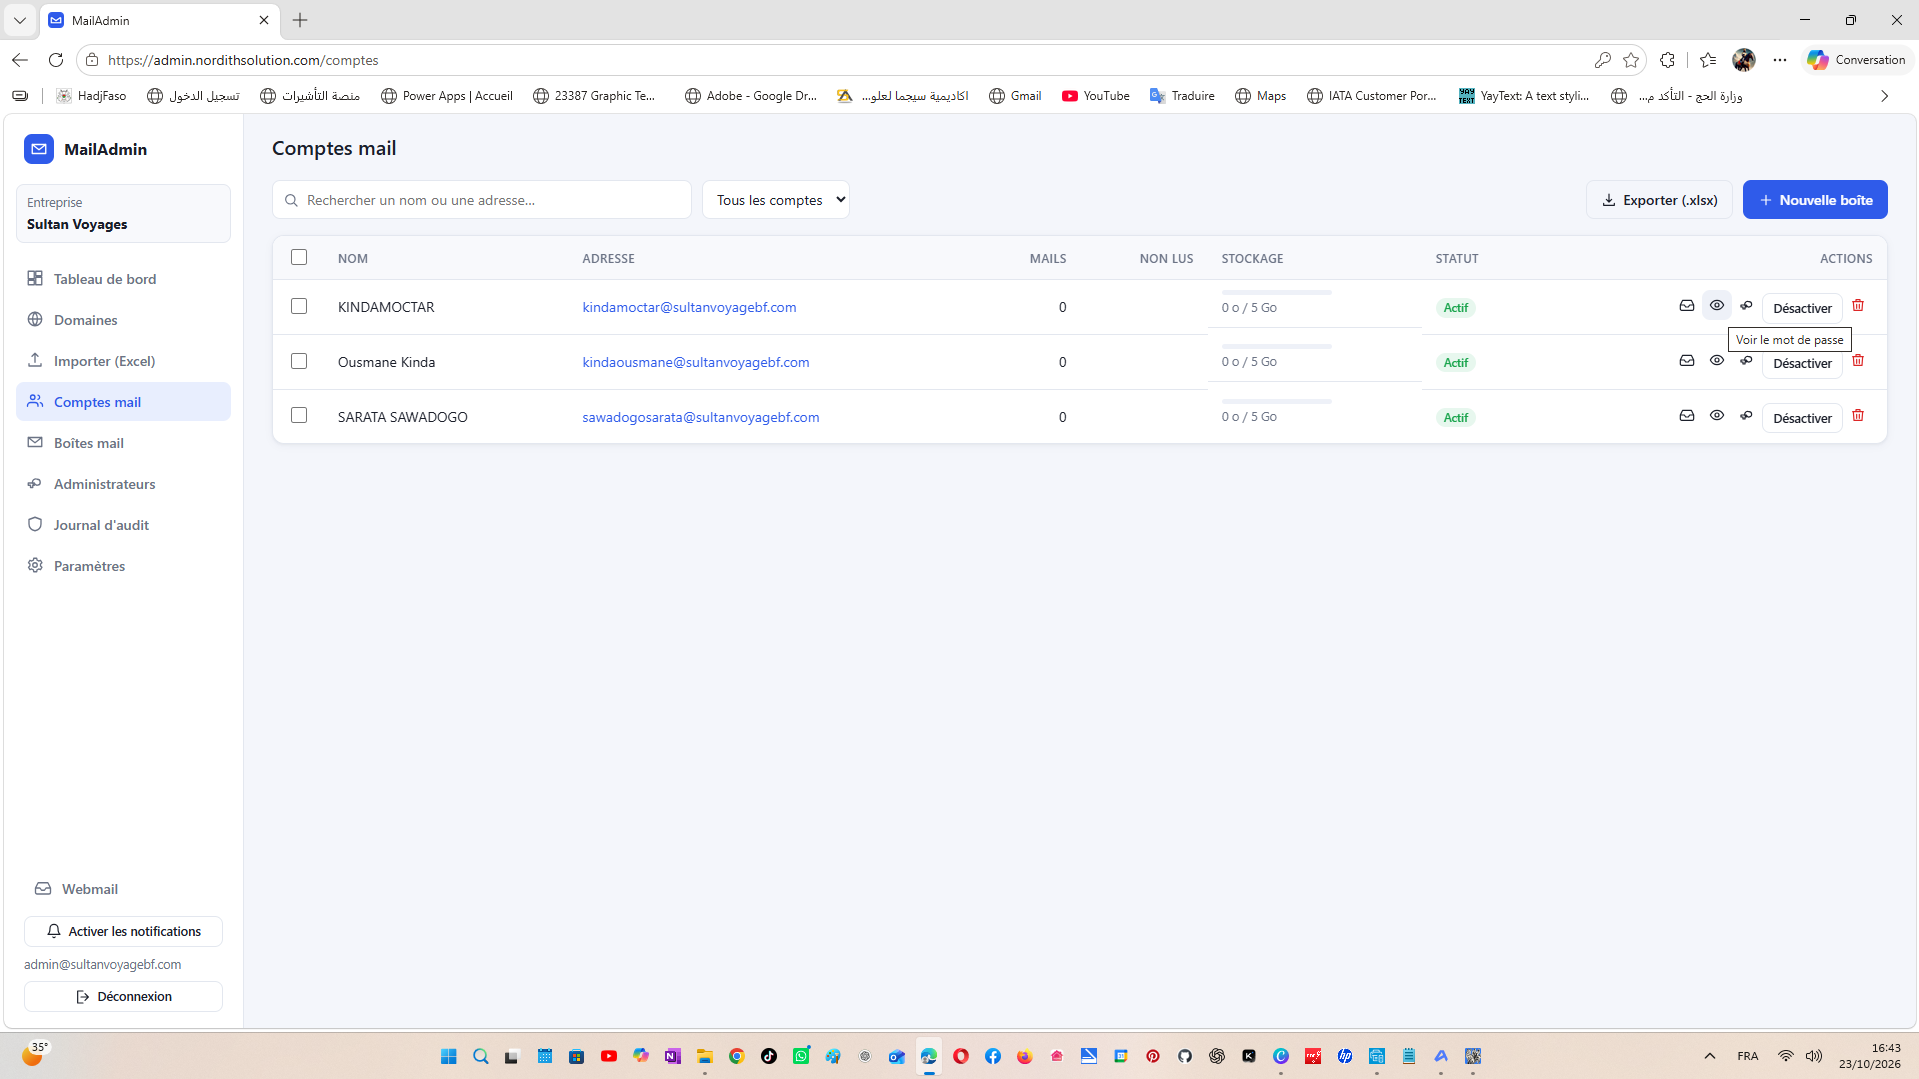 MailAdmin
https://admin.nordithsolution.com/comptes
Conversation
HadjFaso
تسجيل الدخول
منصة التأشيرات
Power Apps | Accueil
23387 Graphic Te...
Adobe - Google Dr...
اكاديمية سيجما لعلو...
Gmail
YouTube
Traduire
Maps
IATA Customer Por...
YayText: A text styli...
وزارة الحج - التأكد م...
MailAdmin
Entreprise
Sultan Voyages
Tableau de bord
Domaines
Importer (Excel)
Comptes mail
Boîtes mail
Administrateurs
Journal d'audit
Paramètres
Webmail
Activer les notifications
admin@sultanvoyagebf.com
Déconnexion
Comptes mail
Rechercher un nom ou une adresse...
Tous les comptes
Exporter (.xlsx)
Nouvelle boîte
NOM ADRESSE MAILS NON LUS STOCKAGE STATUT ACTIONS
KINDAMOCTAR kindamoctar@sultanvoyagebf.com 0 0 o / 5 Go Actif Désactiver
Voir le mot de passe
Ousmane Kinda kindaousmane@sultanvoyagebf.com 0 0 o / 5 Go Actif Désactiver
SARATA SAWADOGO sawadogosarata@sultanvoyagebf.com 0 0 o / 5 Go Actif Désactiver
35°
FRA
16:43
23/10/2026